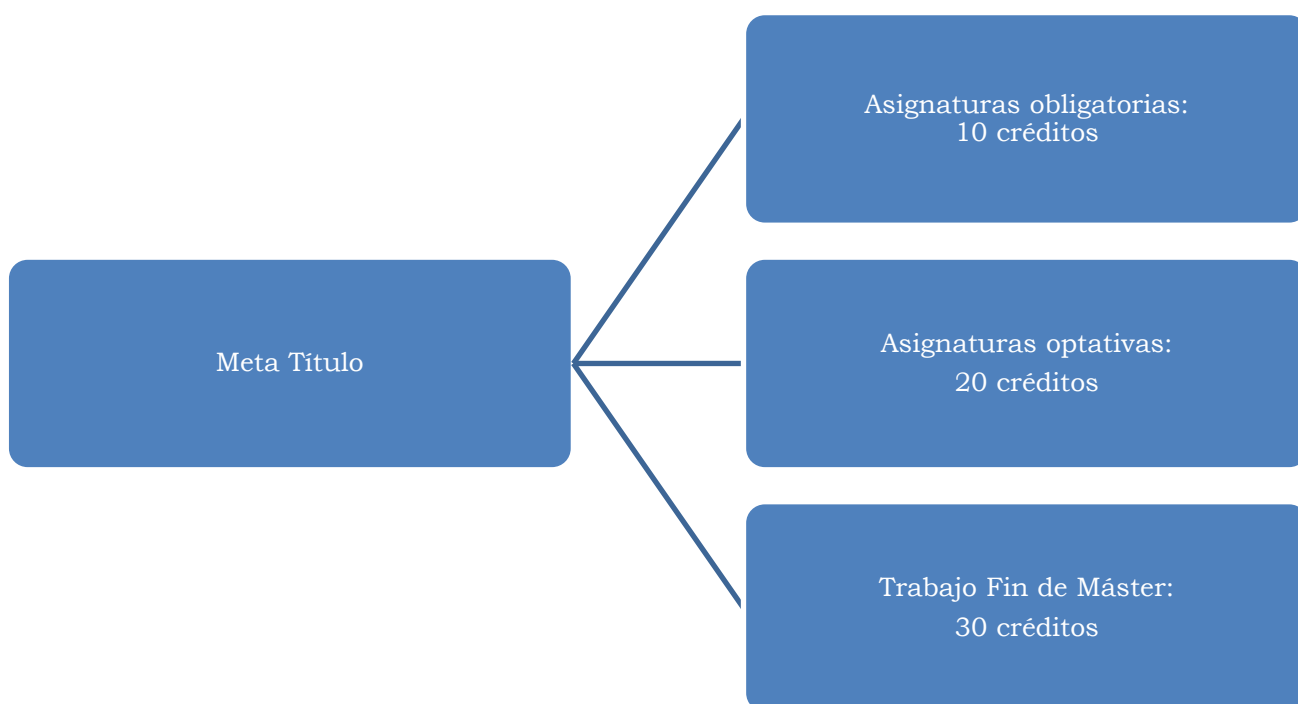 Meta Título
Asignaturas obligatorias:
10 créditos
Asignaturas optativas:
20 créditos
Trabajo Fin de Máster:
30 créditos